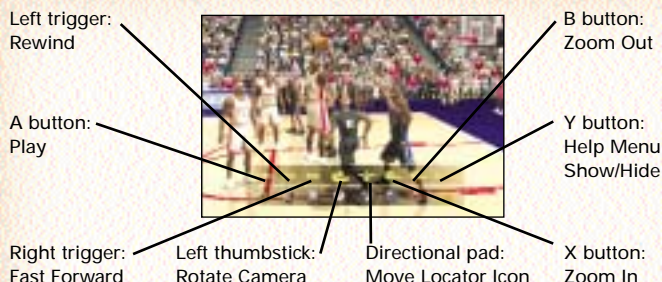 Left trigger:
Rewind
B button:
Zoom Out
A button:
Play
Y button:
Help Menu
Show/Hide
Right trigger:
Fast Forward
Left thumbstick:
Rotate Camera
Directional pad:
Move Locator Icon
X button:
Zoom In